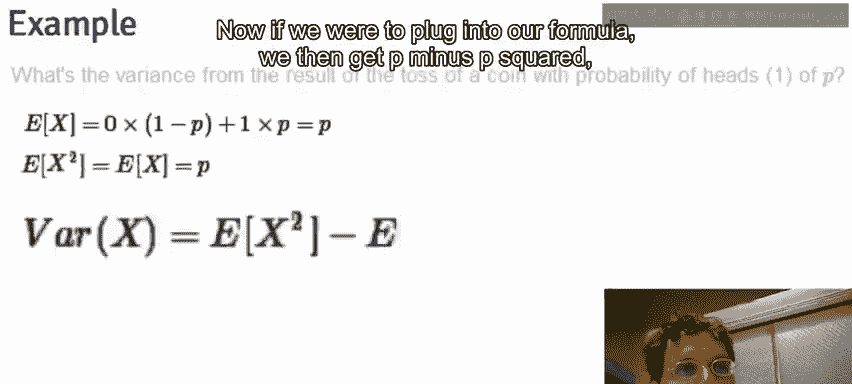 Example
Now if we were to plug into our formula,
we then get p minus p squared,
What's the variance from the result of the toss of a coin with probability of heads (1) of p?
E[X] = 0 × (1 − p) + 1 × p = p
E[X²] = E[X] = p
Var(X) = E[X²] − E